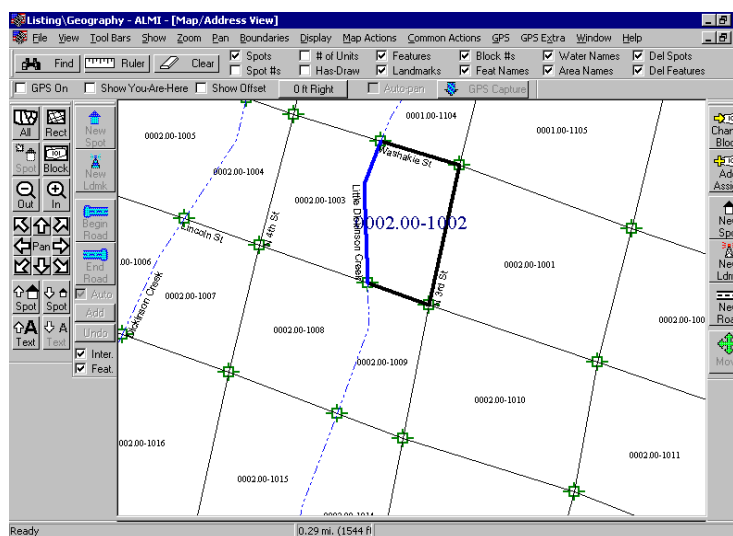 Listing\Geography - ALMI - [Map/Address View]
File View Tool Bars Show Zoom Pan Boundaries Display Map Actions Common Actions GPS GPS Extra Window Help
Find Ruler Clear Spots # of Units Features Block #s Water Names Del Spots
Spot #s Has-Draw Landmarks Feat Names Area Names Del Features
GPS On Show You-Are-Here Show Offset 0 ft Right Auto-pan GPS Capture
All Rect
Spot Block
Out In
Pan
Spot Spot
Text Text
New Spot
New Ldmk
Begin Road
End Road
Auto
Add
Undo
Inter.
Feat.
0002.00-1005
0001.00-1104
0001.00-1105
Washakie St
0002.00-1004
0002.00-1003
Little Dickinson Creek
0002.00-1002
Lincoln St
4th St
3rd St
0002.00-1001
00-1006
Dickinson Creek
0002.00-1007
0002.00-100
0002.00-1008
0002.00-1009
0002.00-1010
002.00-1016
0002.00-1011
0002.00-1015
0002.00-1014
Ready 0.29 mi. (1544 ft